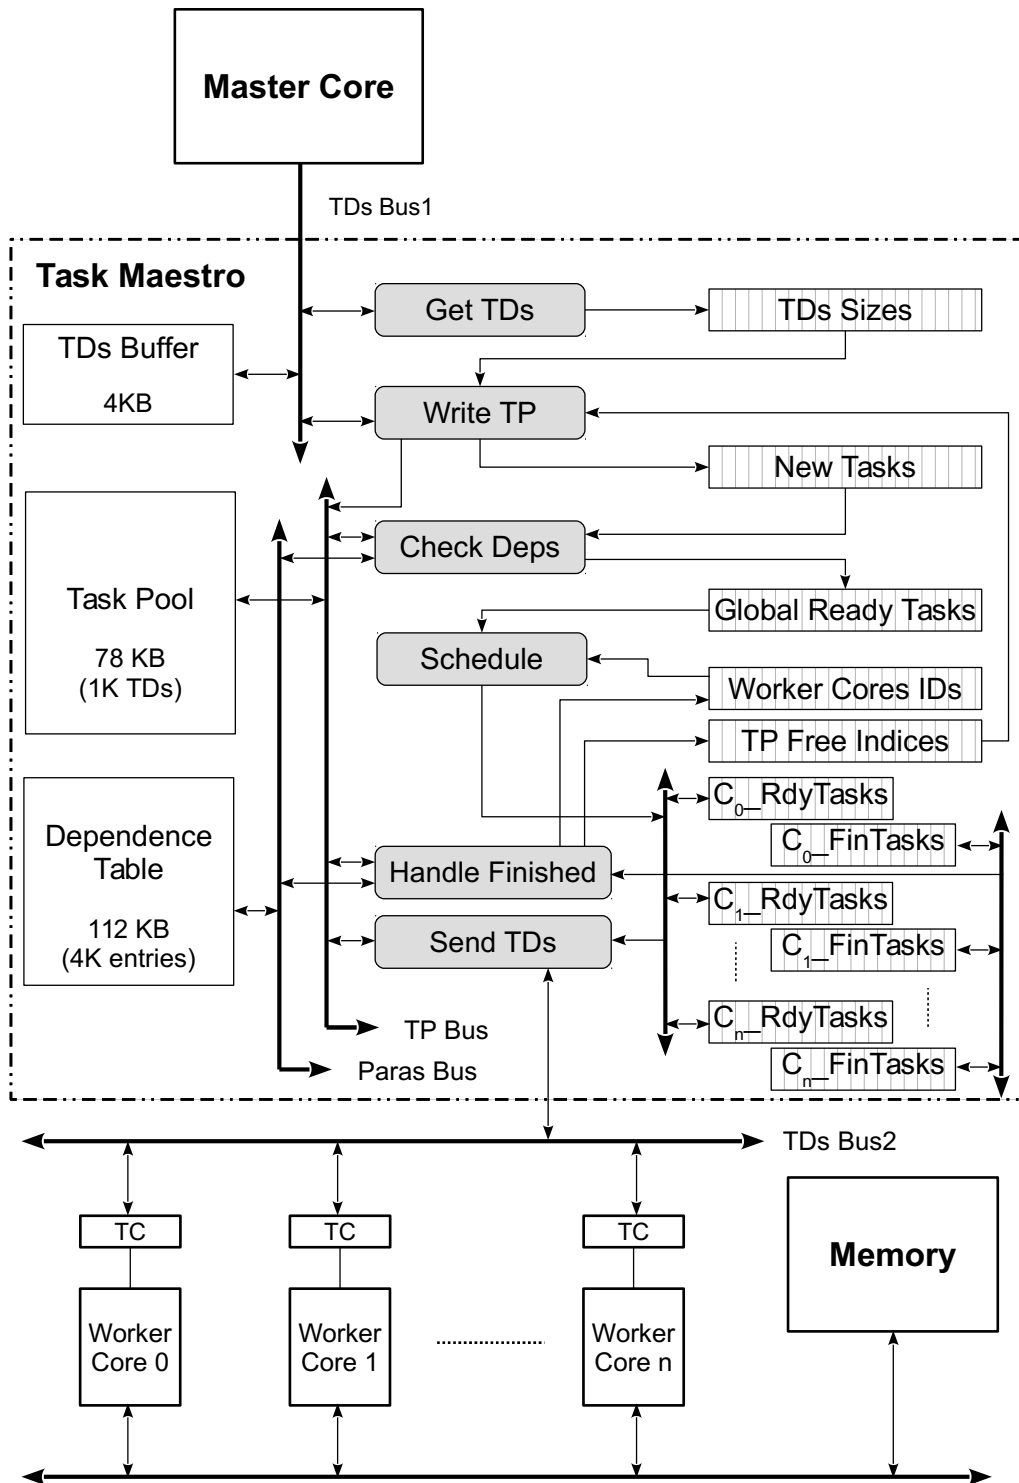 Master Core
TDs Bus1
Task Maestro
Get TDs
TDs Sizes
TDs Buffer
4KB
Write TP
New Tasks
Check Deps
Task Pool
78 KB
(1K TDs)
Global Ready Tasks
Schedule
Worker Cores IDs
TP Free Indices
C0_RdyTasks
C0_FinTasks
Dependence
Table
112 KB
(4K entries)
Handle Finished
C1_RdyTasks
Send TDs
C1_FinTasks
Cn_RdyTasks
TP Bus
Cn_FinTasks
Paras Bus
TDs Bus2
TC
TC
TC
Memory
Worker
Core 0
Worker
Core 1
Worker
Core n